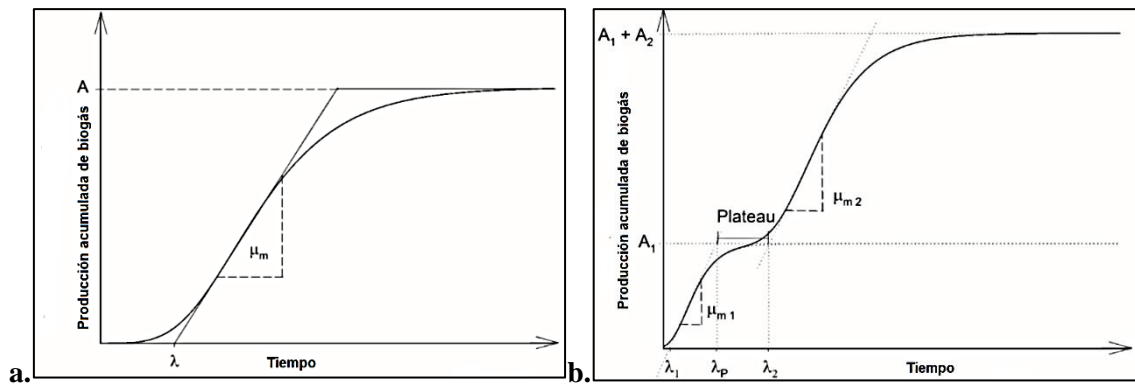 Producción acumulada de biogás
A
μm
λ
Tiempo
a.
Producción acumulada de biogás
A1 + A2
A1
Plateau
μm 1
μm 2
λ1
λP
λ2
Tiempo
b.